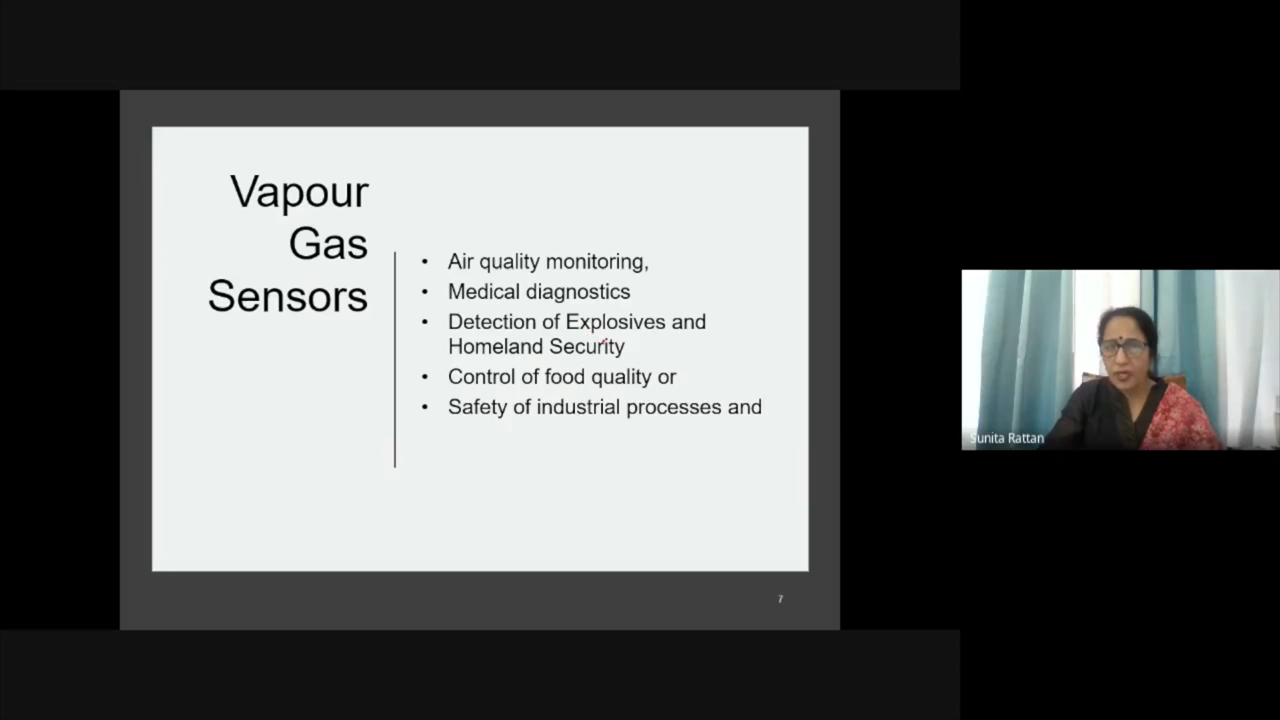 Vapour
Gas
Sensors
• Air quality monitoring,
• Medical diagnostics
• Detection of Explosives and
Homeland Security
• Control of food quality or
• Safety of industrial processes and
7
Sunita Rattan